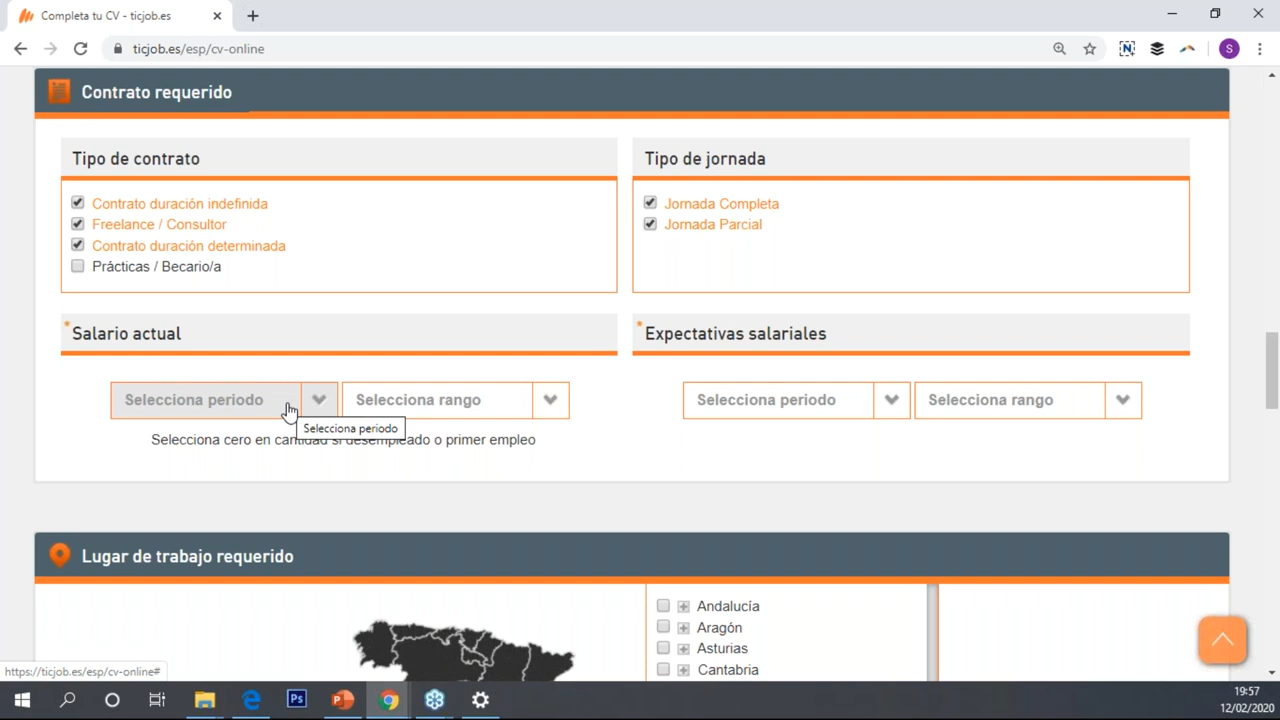 Completa tu CV - ticjob.es
ticjob.es/esp/cv-online
S
Contrato requerido
Tipo de contrato
Contrato duración indefinida
Freelance / Consultor
Contrato duración determinada
Prácticas / Becario/a
Tipo de jornada
Jornada Completa
Jornada Parcial
* Salario actual
Selecciona periodo
Selecciona rango
Selecciona periodo
Selecciona cero en cantidad si desempleado o primer empleo
* Expectativas salariales
Selecciona periodo
Selecciona rango
Lugar de trabajo requerido
Andalucía
Aragón
Asturias
Cantabria
https://ticjob.es/esp/cv-online#
19:57
12/02/2020